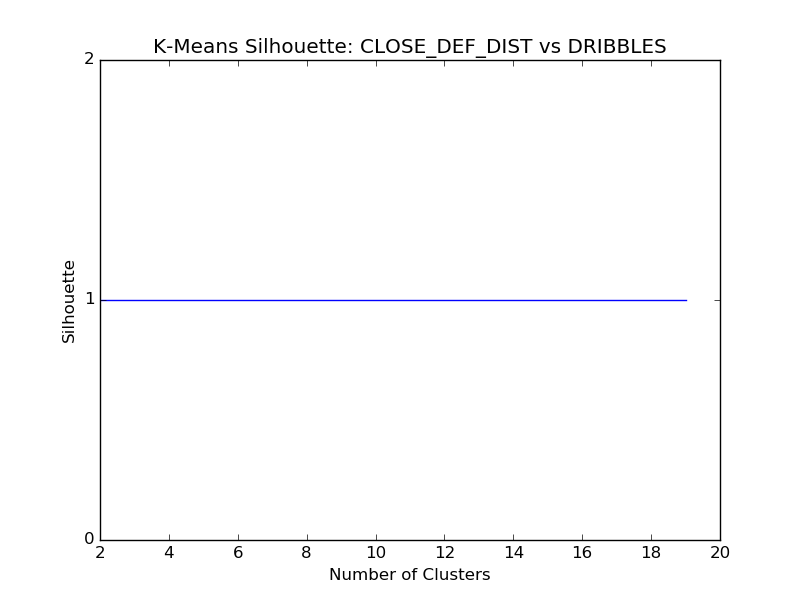 K-Means Silhouette: CLOSE_DEF_DIST vs DRIBBLES
2
1
0
Silhouette
2 4 6 8 10 12 14 16 18 20
Number of Clusters